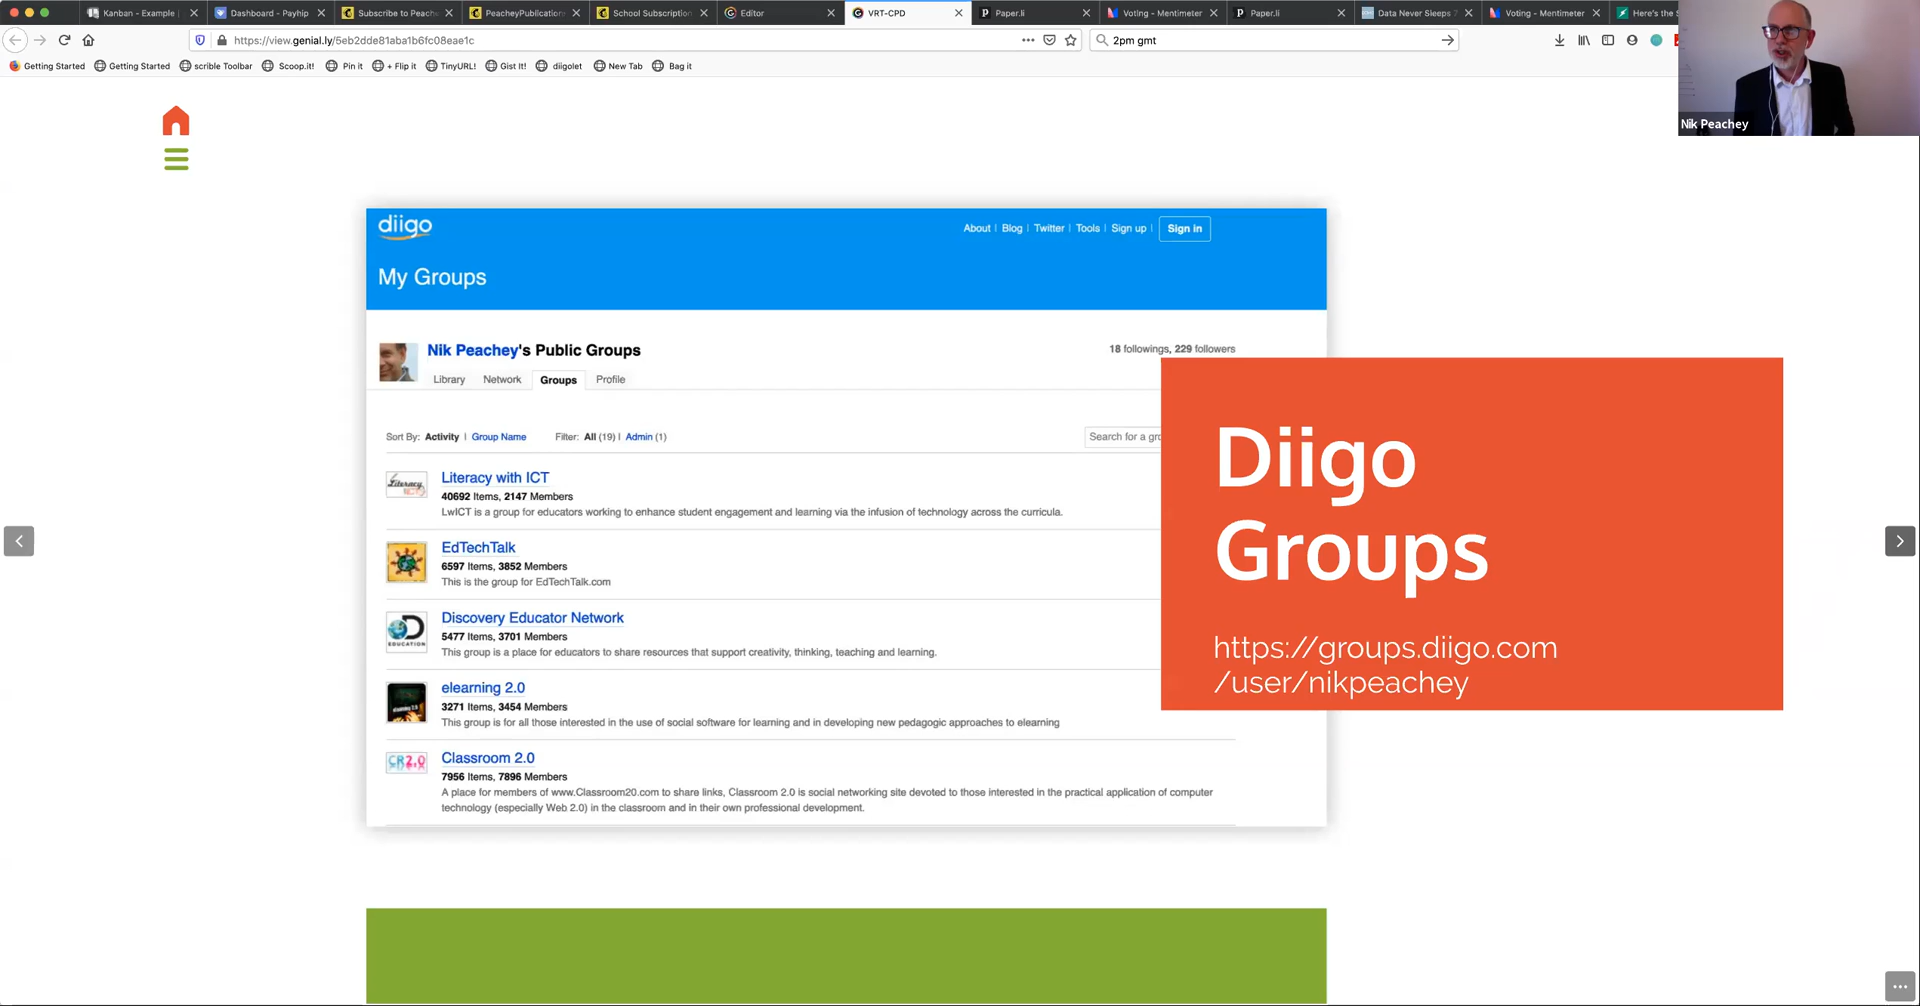 Kanban - Example
Dashboard - Payhip
Subscribe to Peache
PeacheyPublication
School Subscription
Editor
VRT-CPD
Paper.li
Voting - Mentimeter
Paper.li
Data Never Sleeps 7
Voting - Mentimeter
Here's the S
https://view.genial.ly/5eb2dde81aba1b6fc08eae1c
2pm gmt
Getting Started
Getting Started
scrible Toolbar
Scoop.it!
Pin it
+ Flip it
TinyURL!
Gist It!
diigolet
New Tab
Bag it
Nik Peachey
diigo
About | Blog | Twitter | Tools | Sign up | Sign in
My Groups
Nik Peachey's Public Groups
18 followings, 229 followers
Library Network Groups Profile
Sort By: Activity | Group Name Filter: All (19) | Admin (1)
Search for a gro
Literacy with ICT
40692 Items, 2147 Members
LwICT is a group for educators working to enhance student engagement and learning via the infusion of technology across the curricula.
EdTechTalk
6597 Items, 3852 Members
This is the group for EdTechTalk.com
EDUCATION
Discovery Educator Network
5477 Items, 3701 Members
This group is a place for educators to share resources that support creativity, thinking, teaching and learning.
elearning 2.0
3271 Items, 3454 Members
This group is for all those interested in the use of social software for learning and in developing new pedagogic approaches to elearning
CR2.0
Classroom 2.0
7956 Items, 7896 Members
A place for members of www.Classroom20.com to share links, Classroom 2.0 is social networking site devoted to those interested in the practical application of computer
technology (especially Web 2.0) in the classroom and in their own professional development.
Diigo
Groups
https://groups.diigo.com
/user/nikpeachey